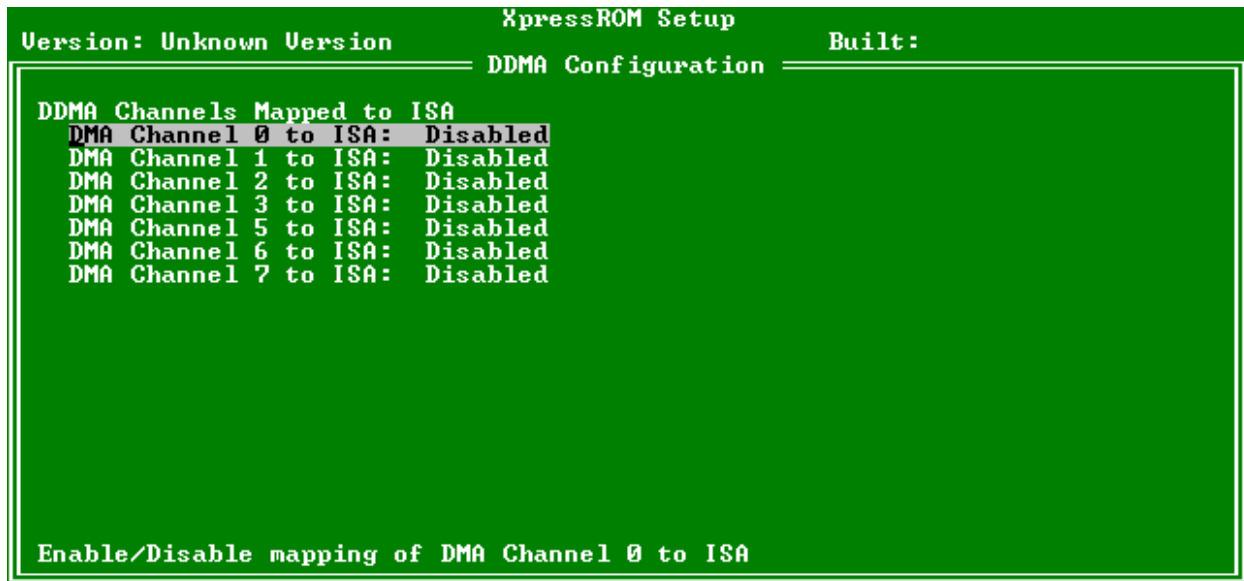 XpressROM Setup
Version: Unknown Version Built:
DDMA Configuration
DDMA Channels Mapped to ISA
DMA Channel 0 to ISA: Disabled
DMA Channel 1 to ISA: Disabled
DMA Channel 2 to ISA: Disabled
DMA Channel 3 to ISA: Disabled
DMA Channel 5 to ISA: Disabled
DMA Channel 6 to ISA: Disabled
DMA Channel 7 to ISA: Disabled
Enable/Disable mapping of DMA Channel 0 to ISA